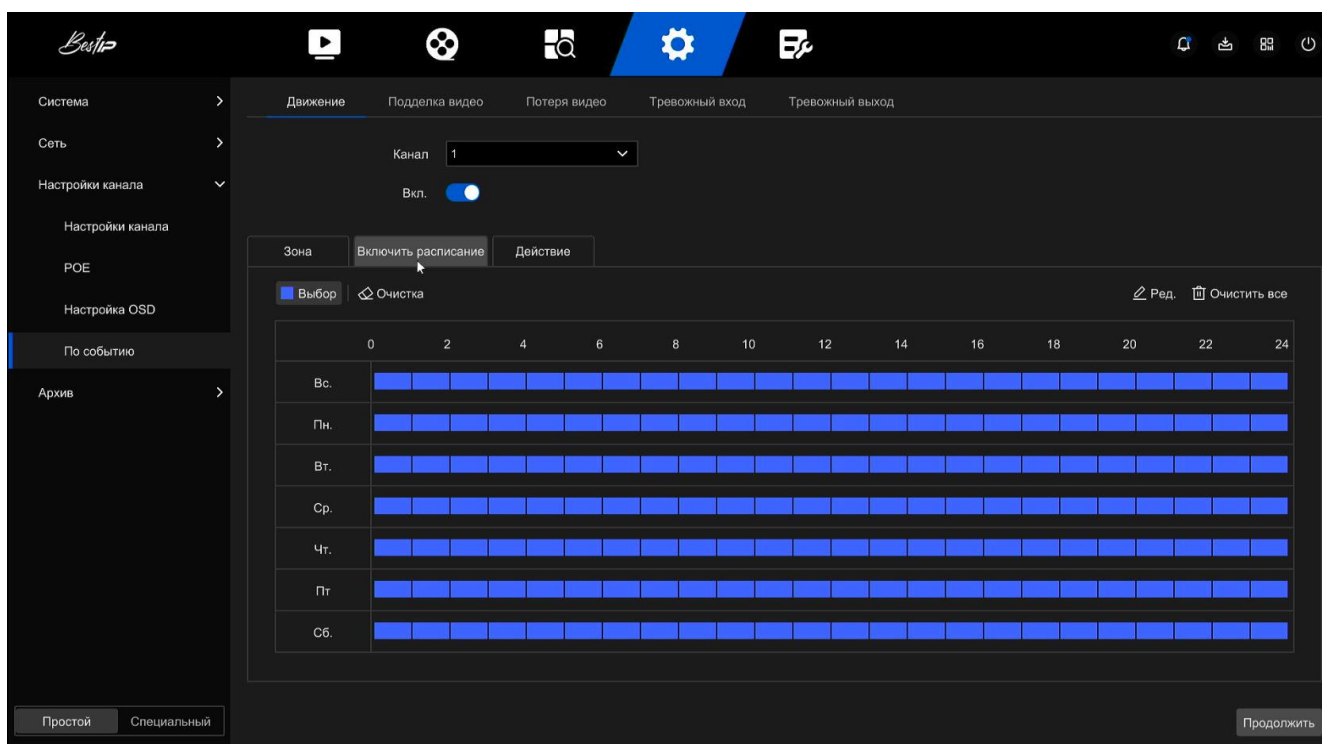 BestIP
Система
Сеть
Настройки канала
Настройки канала
POE
Настройка OSD
По событию
Архив
Простой Специальный
Движение Подделка видео Потеря видео Тревожный вход Тревожный выход
Канал 1
Вкл.
Зона Включить расписание Действие
Выбор Очистка Ред. Очистить все
0 2 4 6 8 10 12 14 16 18 20 22 24
Вс.
Пн.
Вт.
Ср.
Чт.
Пт
Сб.
Продолжить